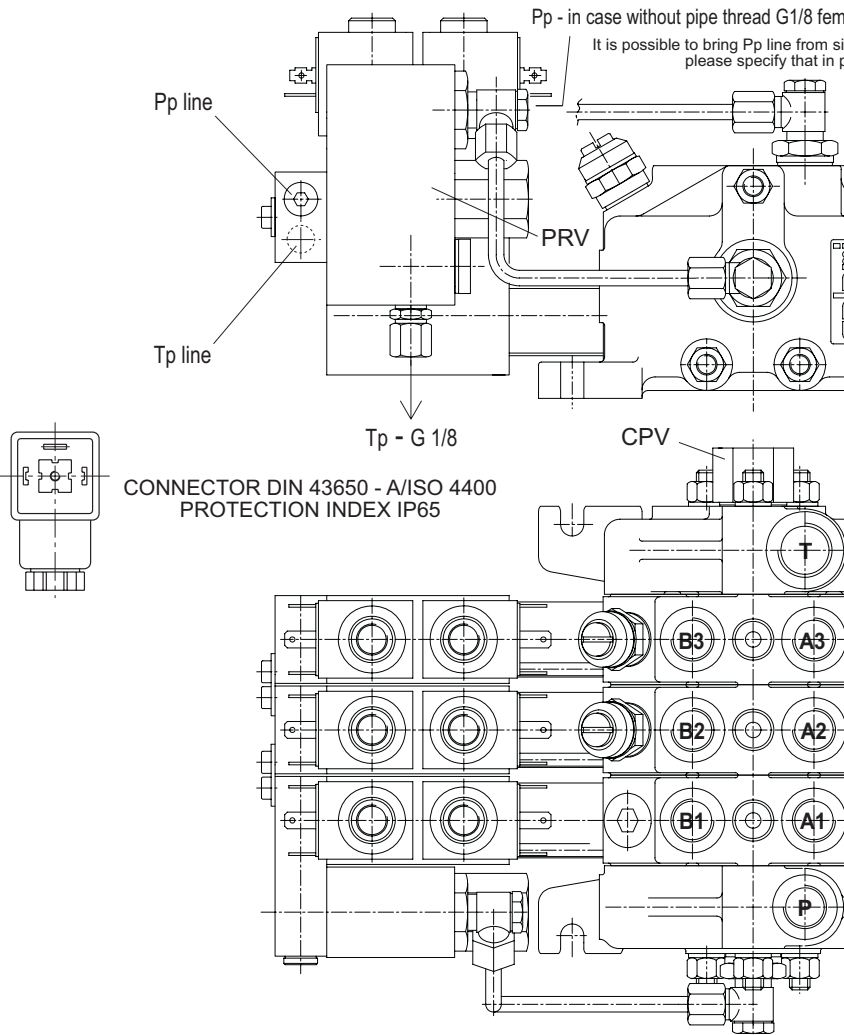 Pp - in case without pipe thread G1/8
It is possible to bring Pp line from
please specify that in
Pp line
PRV
Tp line
Tp - G 1/8
CPV
CONNECTOR DIN 43650 - A/ISO 4400
PROTECTION INDEX IP65
T
B3 A3
B2 A2
B1 A1
P